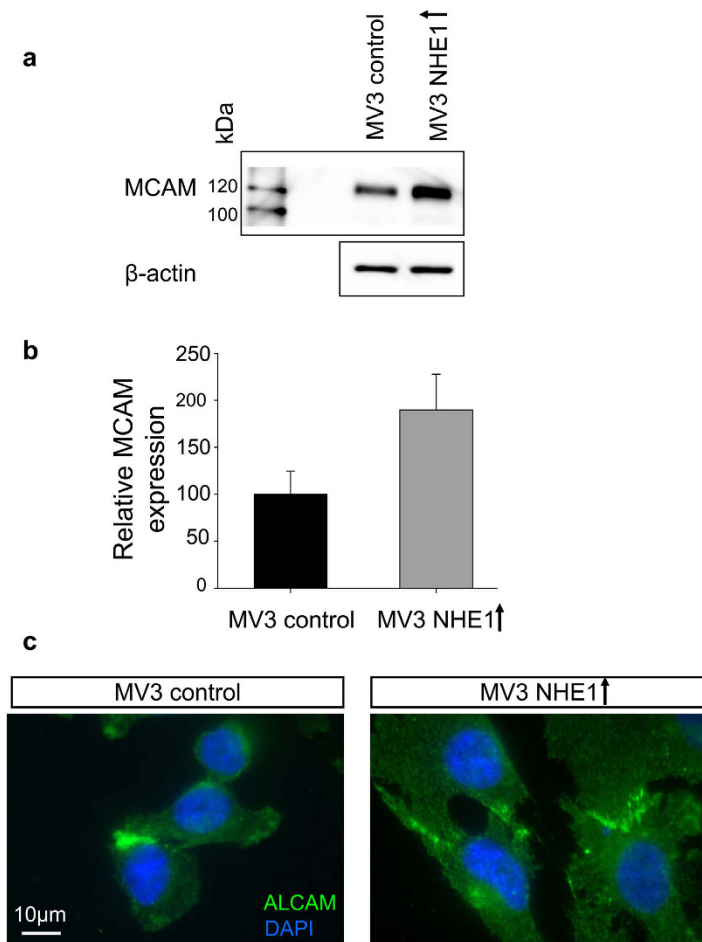 a
kDa
MV3 control
MV3 NHE1↑
MCAM
120
100
β-actin
b
Relative MCAM
expression
250
200
150
100
50
0
MV3 control
MV3 NHE1↑
c
MV3 control
MV3 NHE1↑
10µm
ALCAM
DAPI